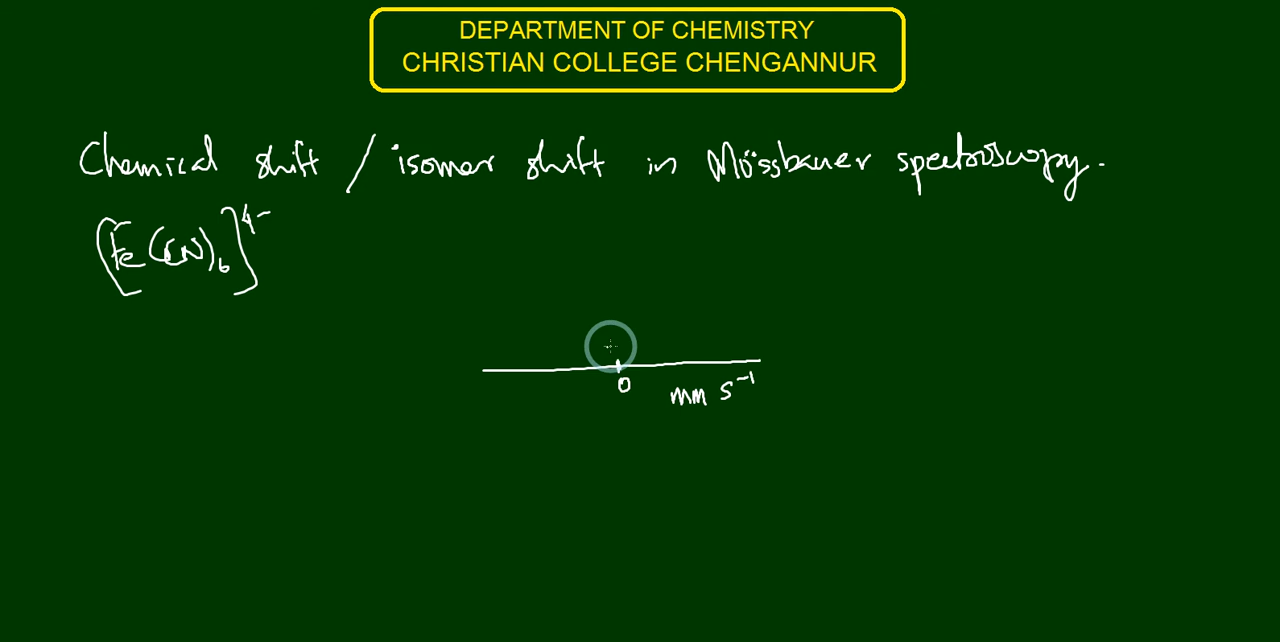 DEPARTMENT OF CHEMISTRY
CHRISTIAN COLLEGE CHENGANNUR
Chemical shift / isomer shift in Mössbauer spectroscopy.
[Fe(CN)₆]⁴⁻
0
mm s⁻¹